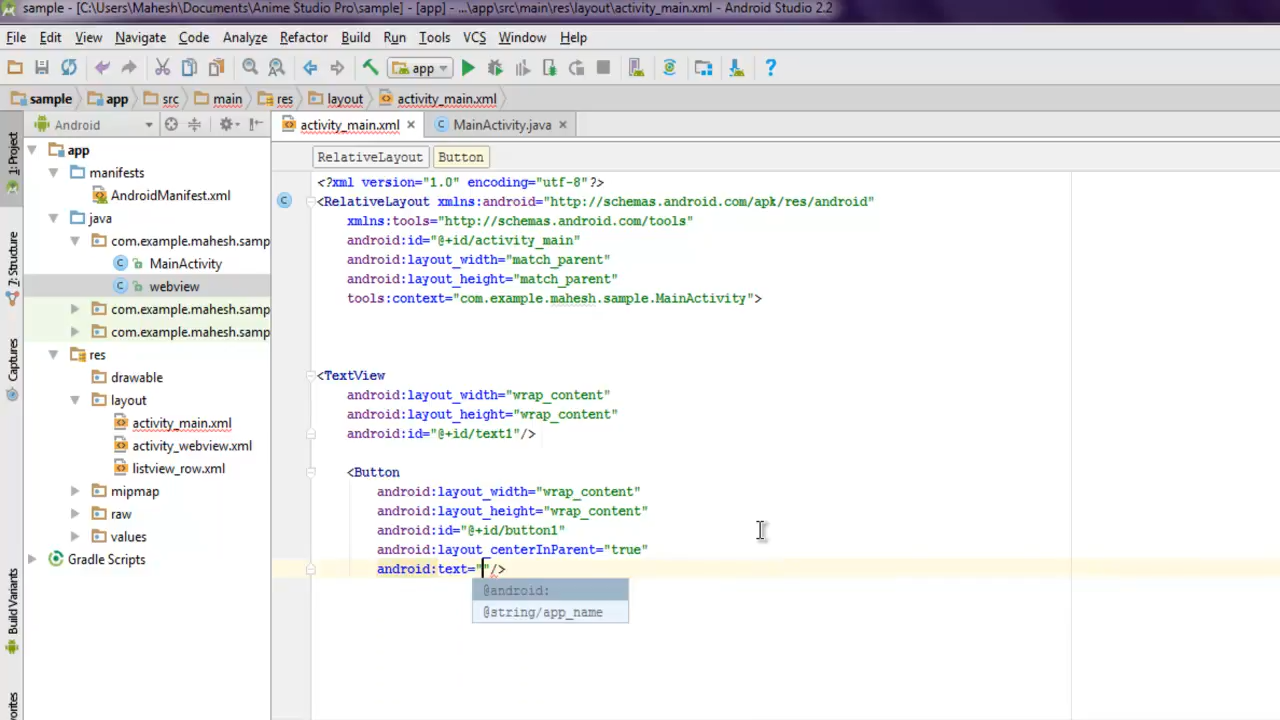 sample - [C:\Users\Mahesh\Documents\Anime Studio Pro\sample] - [app] - ...\app\src\main\res\layout\activity_main.xml - Android Studio 2.2
File Edit View Navigate Code Analyze Refactor Build Run Tools VCS Window Help
app
sample app src main res layout activity_main.xml
Android activity_main.xml MainActivity.java
RelativeLayout Button
1: Project
7: Structure
Captures
Build Variants
app
manifests
AndroidManifest.xml
java
com.example.mahesh.samp
MainActivity
webview
com.example.mahesh.samp
com.example.mahesh.samp
res
drawable
layout
activity_main.xml
activity_webview.xml
listview_row.xml
mipmap
raw
values
Gradle Scripts
<?xml version="1.0" encoding="utf-8"?>
<RelativeLayout xmlns:android="http://schemas.android.com/apk/res/android"
xmlns:tools="http://schemas.android.com/tools"
android:id="@+id/activity_main"
android:layout_width="match_parent"
android:layout_height="match_parent"
tools:context="com.example.mahesh.sample.MainActivity">
<TextView
android:layout_width="wrap_content"
android:layout_height="wrap_content"
android:id="@+id/text1"/>
<Button
android:layout_width="wrap_content"
android:layout_height="wrap_content"
android:id="@+id/button1"
android:layout_centerInParent="true"
android:text=""/>
@android:
@string/app_name